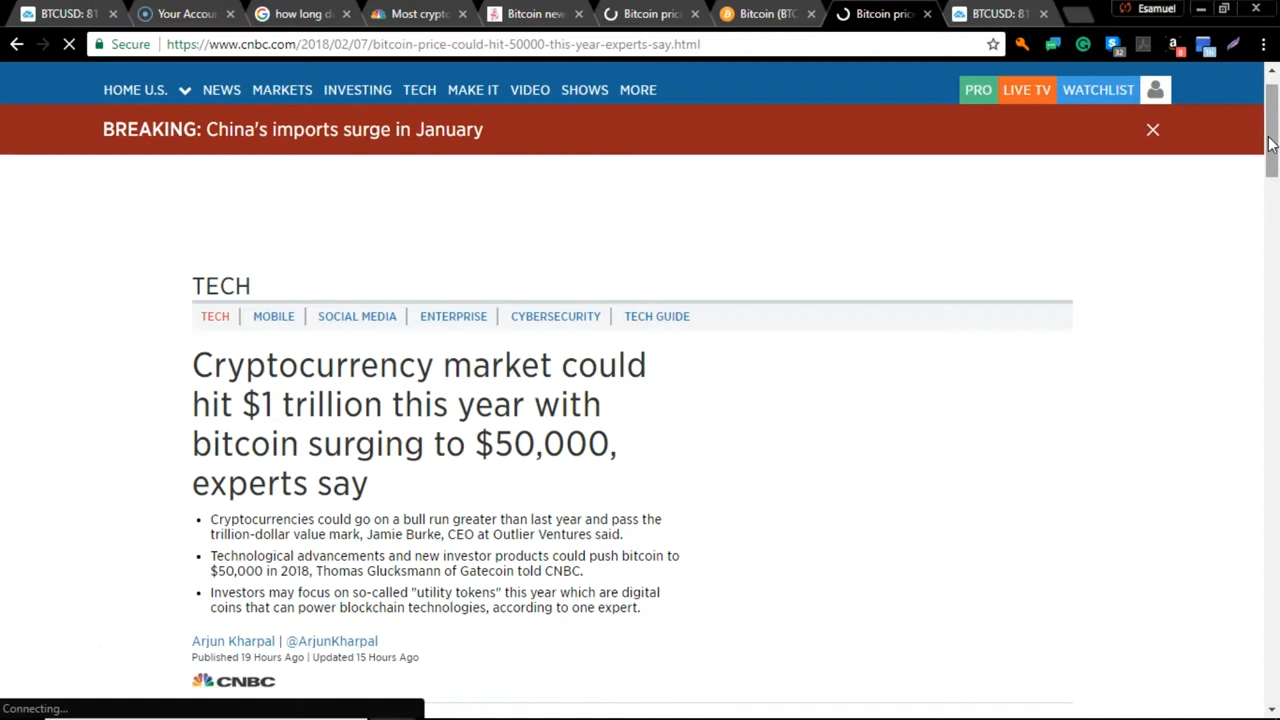 BTCUSD: 81
Your Accou
how long d
Most crypto
Bitcoin new
Bitcoin pric
Bitcoin (BTC
Bitcoin pric
BTCUSD: 81
Esamuel
Secure
https://www.cnbc.com/2018/02/07/bitcoin-price-could-hit-50000-this-year-experts-say.html
32
8
HOME U.S.
NEWS
MARKETS
INVESTING
TECH
MAKE IT
VIDEO
SHOWS
MORE
PRO
LIVE TV
WATCHLIST
BREAKING: China's imports surge in January
TECH
TECH
MOBILE
SOCIAL MEDIA
ENTERPRISE
CYBERSECURITY
TECH GUIDE
Cryptocurrency market could
hit $1 trillion this year with
bitcoin surging to $50,000,
experts say
• Cryptocurrencies could go on a bull run greater than last year and pass the
trillion-dollar value mark, Jamie Burke, CEO at Outlier Ventures said.
• Technological advancements and new investor products could push bitcoin to
$50,000 in 2018, Thomas Glucksmann of Gatecoin told CNBC.
• Investors may focus on so-called "utility tokens" this year which are digital
coins that can power blockchain technologies, according to one expert.
Arjun Kharpal | @ArjunKharpal
Published 19 Hours Ago | Updated 15 Hours Ago
CNBC
Connecting...